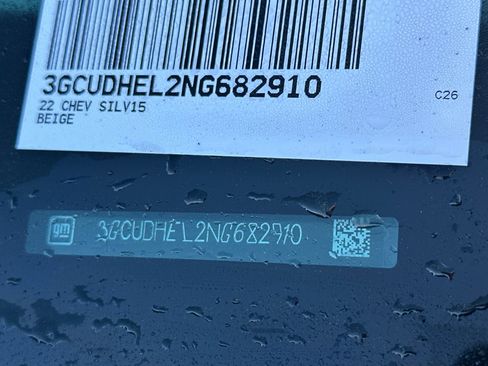 3GCUDHEL2NG682910
22 CHEV SILV15
BEIGE
C26
gm
3GCUDHEL2NG682910